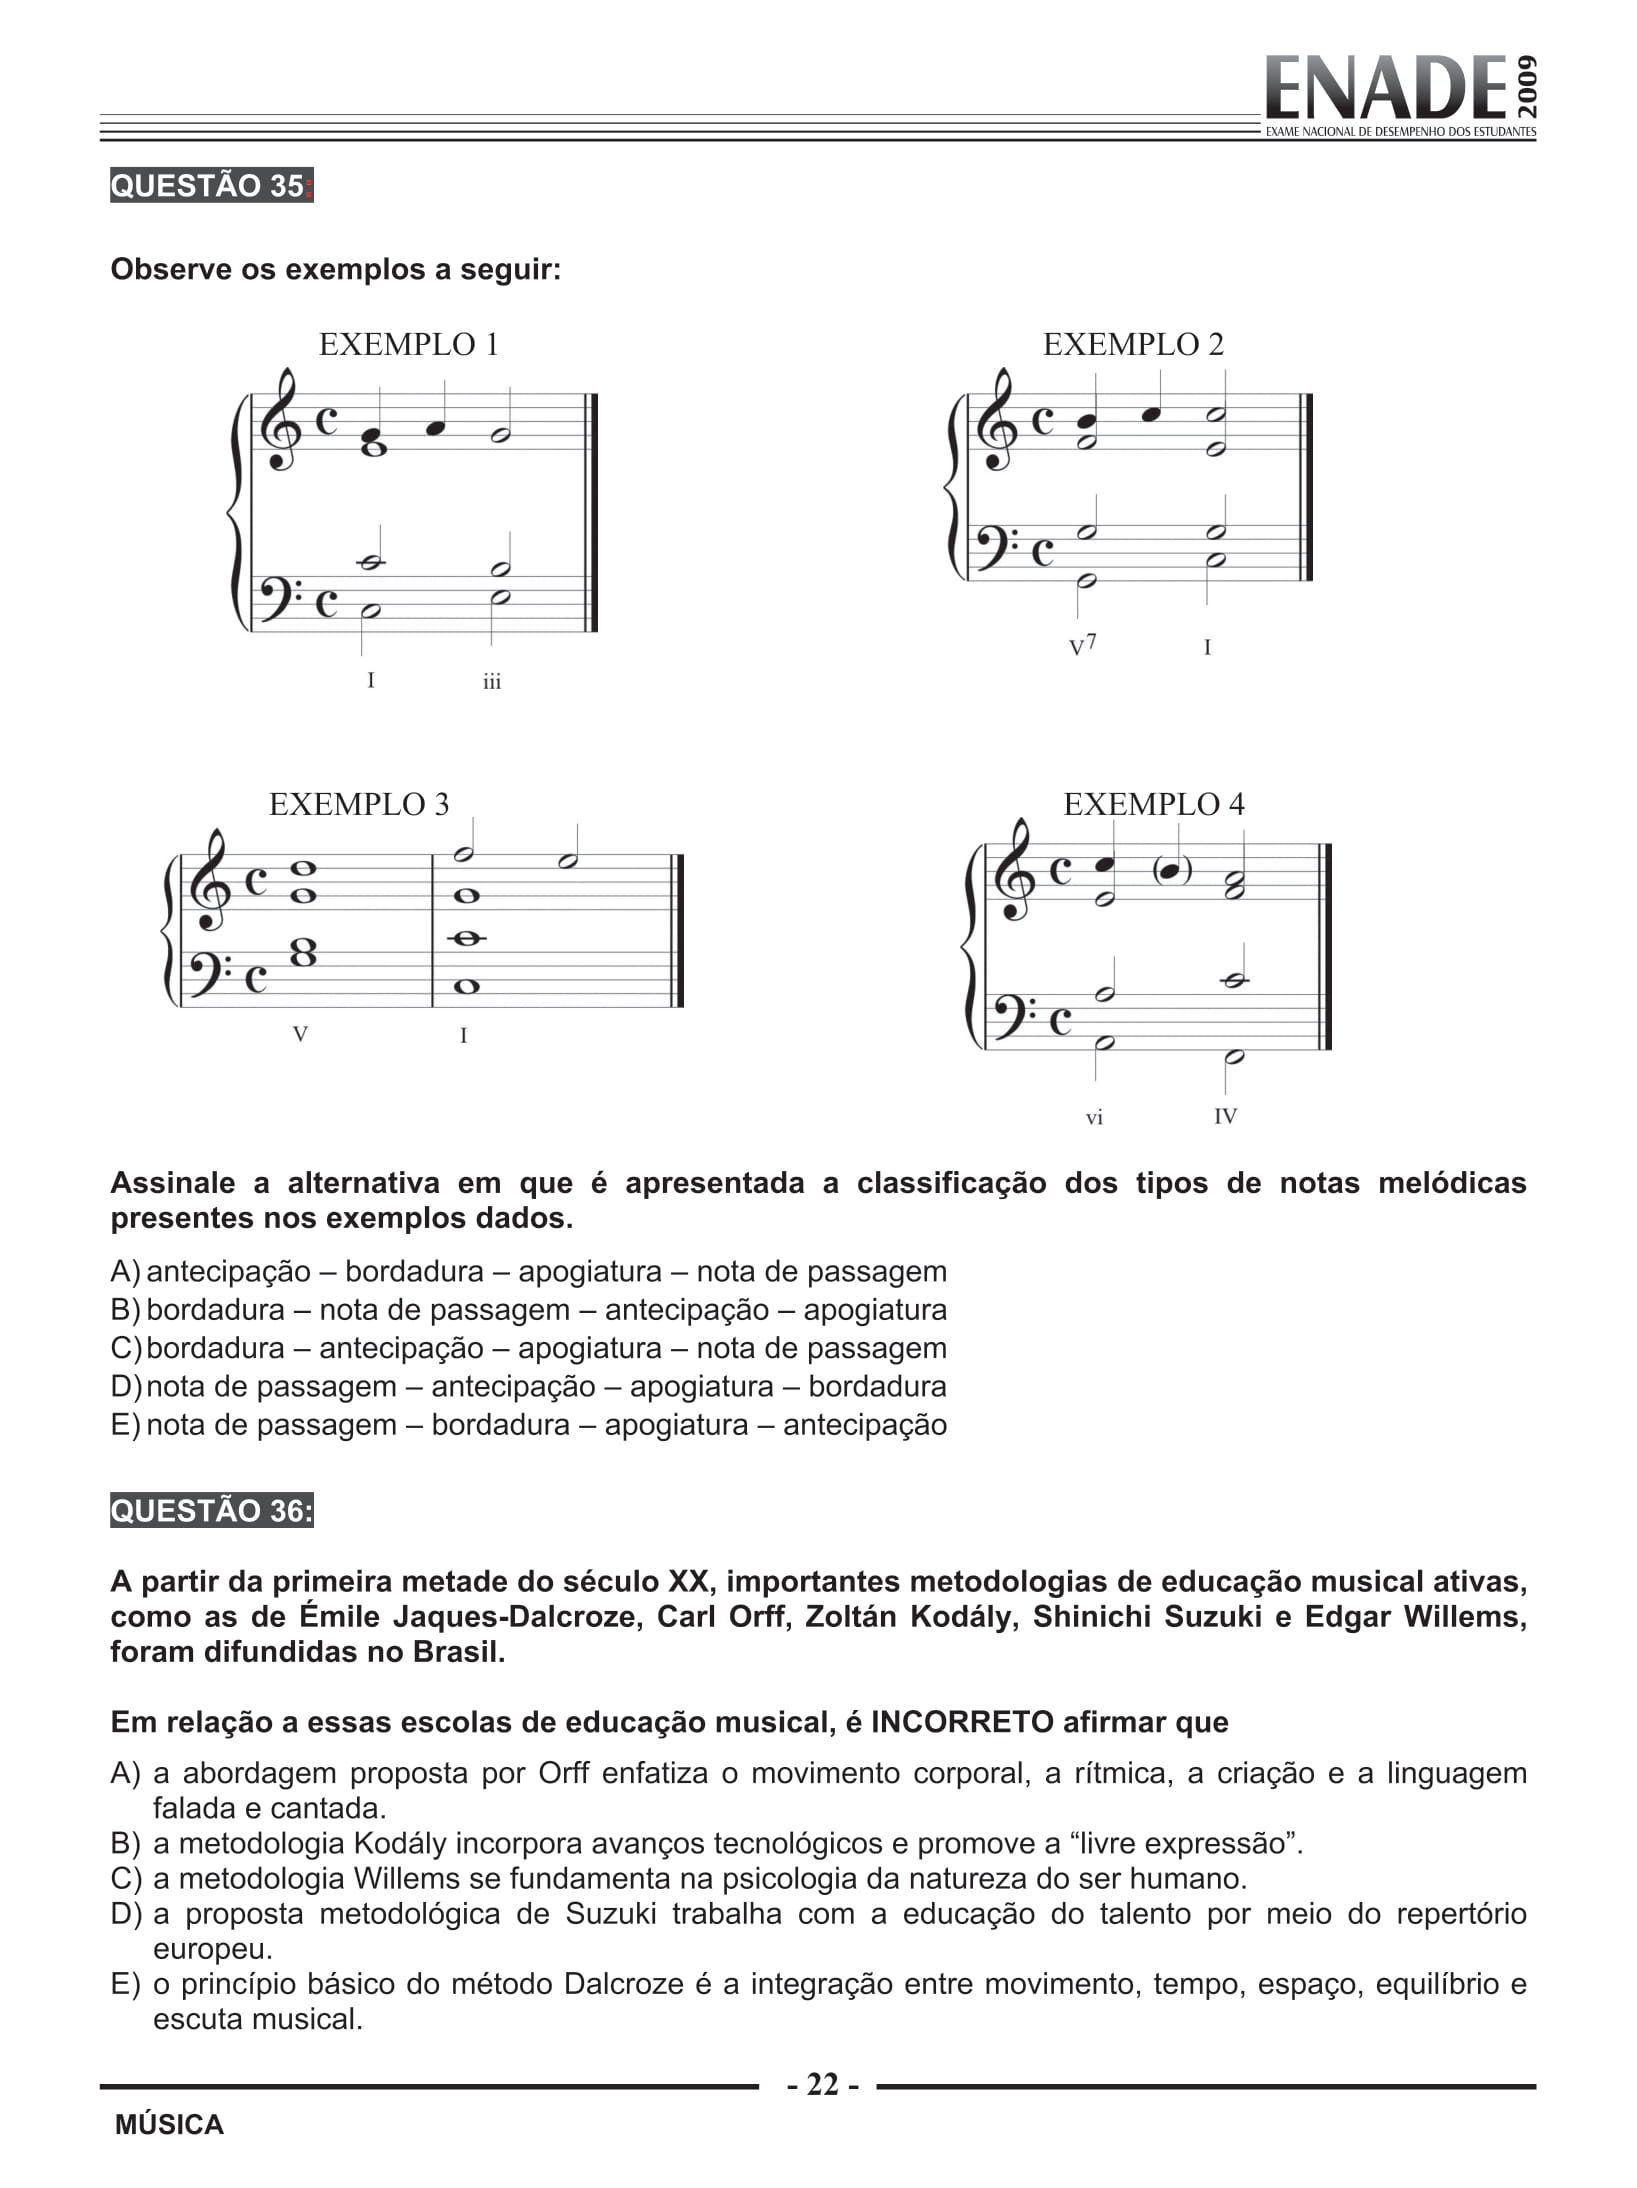 ENADE 2009
EXAME NACIONAL DE DESEMPENHO DOS ESTUDANTES
QUESTÃO 35:
Observe os exemplos a seguir:
EXEMPLO 1
EXEMPLO 2
I iii
V7 I
EXEMPLO 3
EXEMPLO 4
V I
vi IV
Assinale a alternativa em que é apresentada a classificação dos tipos de notas melódicas
presentes nos exemplos dados.
A) antecipação – bordadura – apogiatura – nota de passagem
B) bordadura – nota de passagem – antecipação – apogiatura
C) bordadura – antecipação – apogiatura – nota de passagem
D) nota de passagem – antecipação – apogiatura – bordadura
E) nota de passagem – bordadura – apogiatura – antecipação
QUESTÃO 36:
A partir da primeira metade do século XX, importantes metodologias de educação musical ativas,
como as de Émile Jaques-Dalcroze, Carl Orff, Zoltán Kodály, Shinichi Suzuki e Edgar Willems,
foram difundidas no Brasil.
Em relação a essas escolas de educação musical, é INCORRETO afirmar que
A) a abordagem proposta por Orff enfatiza o movimento corporal, a rítmica, a criação e a linguagem
falada e cantada.
B) a metodologia Kodály incorpora avanços tecnológicos e promove a “livre expressão”.
C) a metodologia Willems se fundamenta na psicologia da natureza do ser humano.
D) a proposta metodológica de Suzuki trabalha com a educação do talento por meio do repertório
europeu.
E) o princípio básico do método Dalcroze é a integração entre movimento, tempo, espaço, equilíbrio e
escuta musical.
- 22 -
MÚSICA